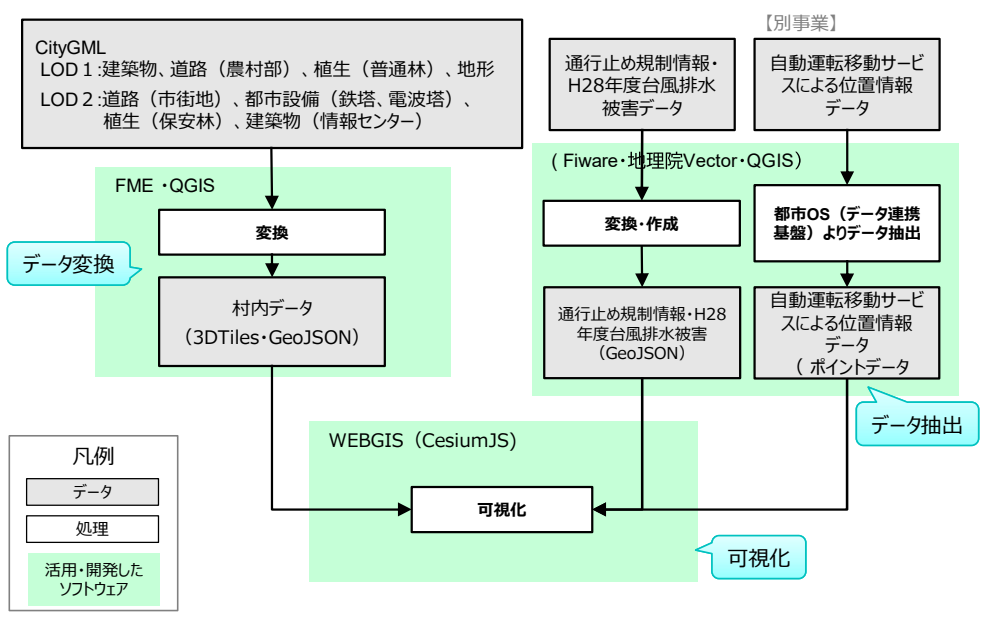 【別事業】
CityGML
LOD１:建築物、道路（農村部）、植生（普通林）、地形
LOD２:道路（市街地）、都市設備（鉄塔、電波塔）、
植生（保安林）、建築物（情報センター）
通行止め規制情報・
H28年度台風排水
被害データ
自動運転移動サービ
スによる位置情報
データ
FME ・QGIS
変換
データ変換
村内データ
（3DTiles・GeoJSON）
( Fiware・地理院Vector・QGIS）
変換・作成
都市OS（データ連携
基盤）よりデータ抽出
通行止め規制情報・H28
年度台風排水被害
（GeoJSON）
自動運転移動サービ
スによる位置情報
データ
（ ポイントデータ
データ抽出
WEBGIS（CesiumJS)
可視化
可視化
凡例
データ
処理
活用・開発した
ソフトウェア